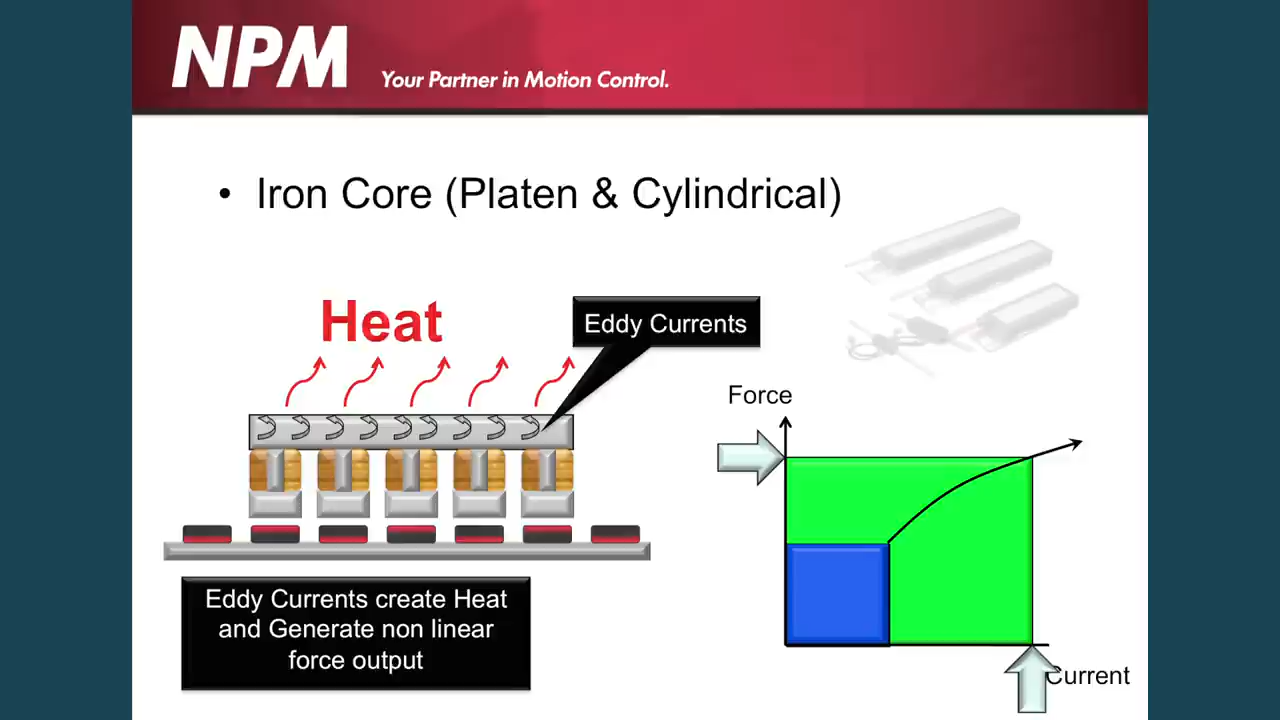 NPM
Your Partner in Motion Control.
• Iron Core (Platen & Cylindrical)
Heat
Eddy Currents
Force
Eddy Currents create Heat
and Generate non linear
force output
Current